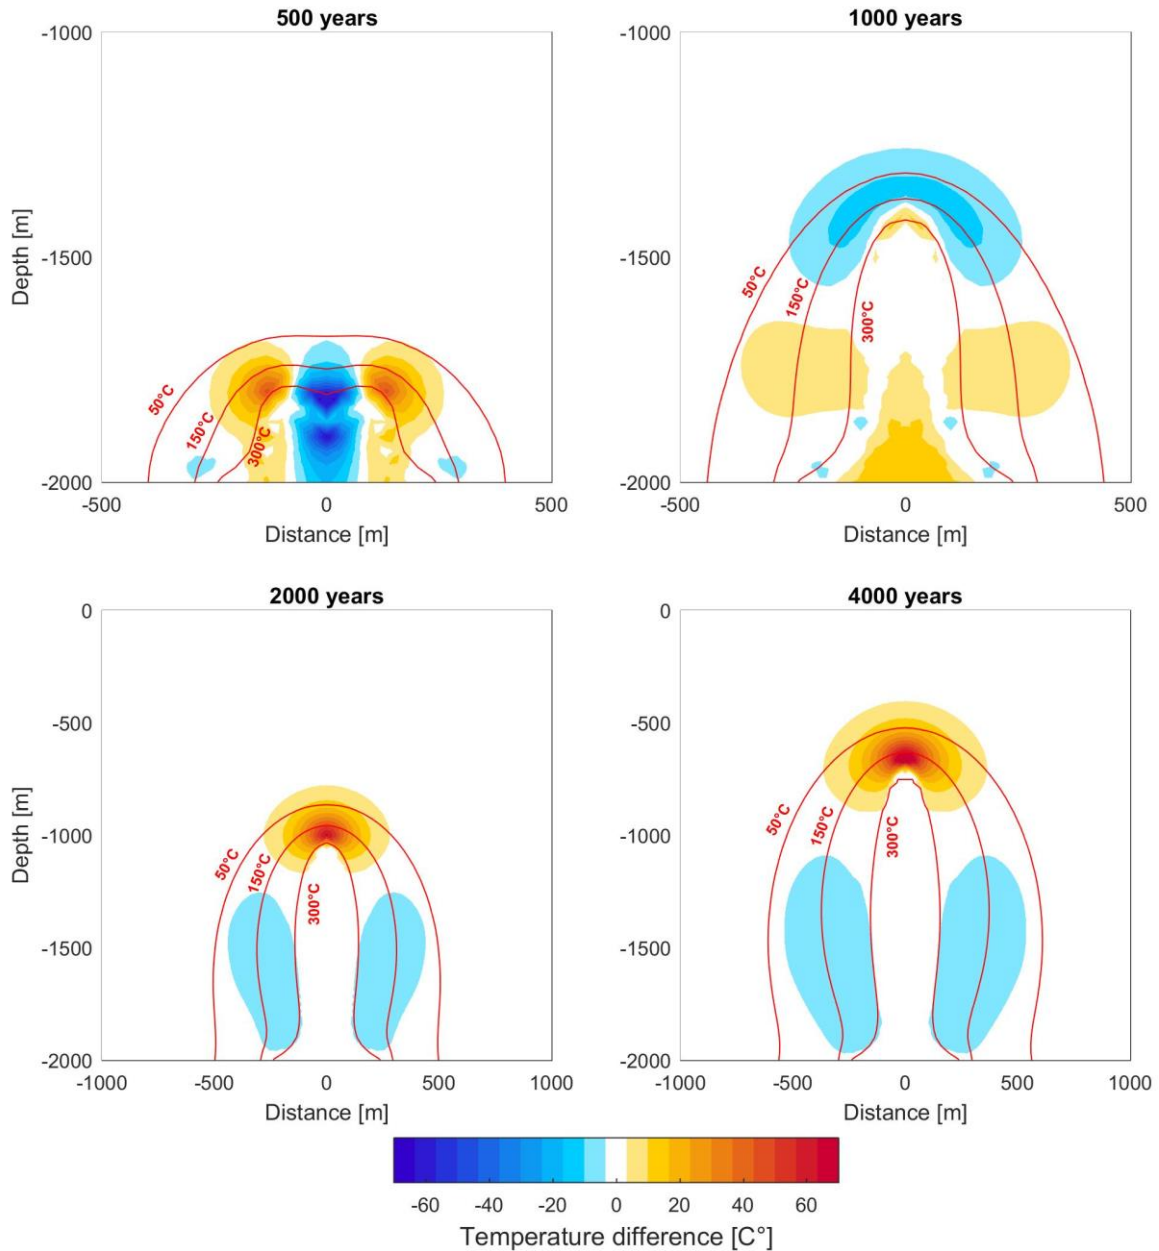 500 years
1000 years
-1000
-1000
Depth [m]
-1500
-1500
50°C
150°C
300°C
50°C
150°C
300°C
-2000
-2000
-500
0
500
-500
0
500
Distance [m]
Distance [m]
2000 years
4000 years
0
0
Depth [m]
-500
-500
-1000
-1000
50°C
150°C
300°C
50°C
150°C
300°C
-1500
-1500
-2000
-2000
-1000
-500
0
500
1000
-1000
-500
0
500
1000
Distance [m]
Distance [m]
-60
-40
-20
0
20
40
60
Temperature difference [C°]